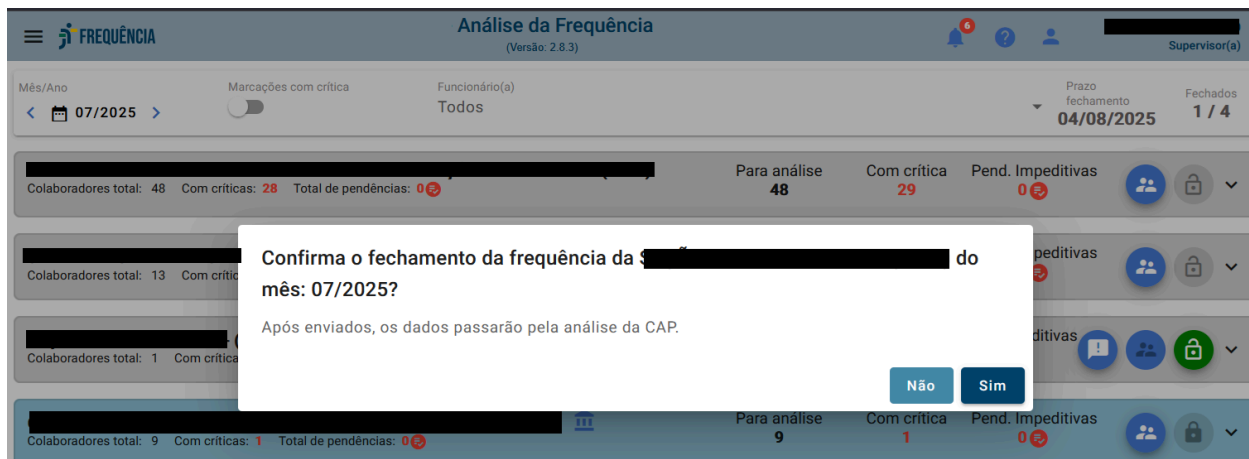 FREQUÊNCIA
Análise da Frequência
(Versão: 2.8.3)
6
Supervisor(a)
Mês/Ano
07/2025
Marcações com crítica
Funcionário(a)
Todos
Prazo
fechamento
04/08/2025
Fechados
1 / 4
Colaboradores total: 48 Com críticas: 28 Total de pendências: 0
Para análise
48
Com crítica
29
Pend. Impeditivas
0
Colaboradores total: 13
Confirma o fechamento da frequência da do
mês: 07/2025?
Após enviados, os dados passarão pela análise da CAP.
Não
Sim
Colaboradores total: 1
Colaboradores total: 9 Com críticas: 1 Total de pendências: 0
Para análise
9
Com crítica
1
Pend. Impeditivas
0